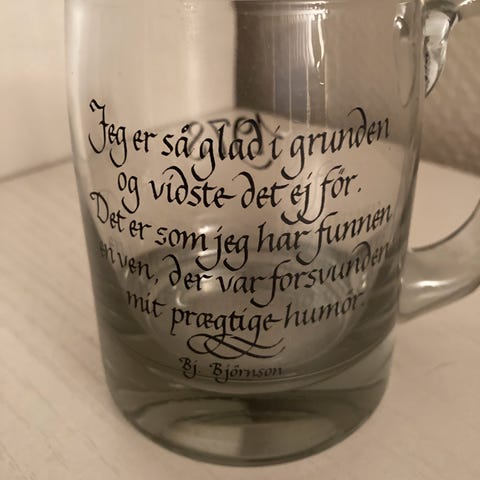 Jeg er så glad i grunden
og vidste det ej för.
Det er som jeg har funnen
en ven, der var forsvunden
mit prægtige humör.
Bj. Björnson